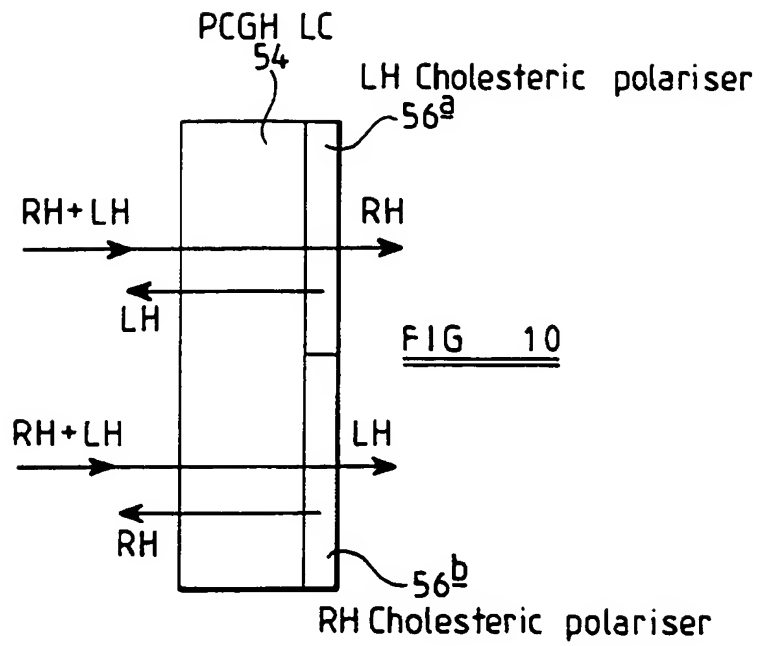 PCGH LC
54
LH Cholesteric polariser
56a
RH+LH
RH
LH
FIG 10
RH+LH
LH
RH
56b
RH Cholesteric polariser